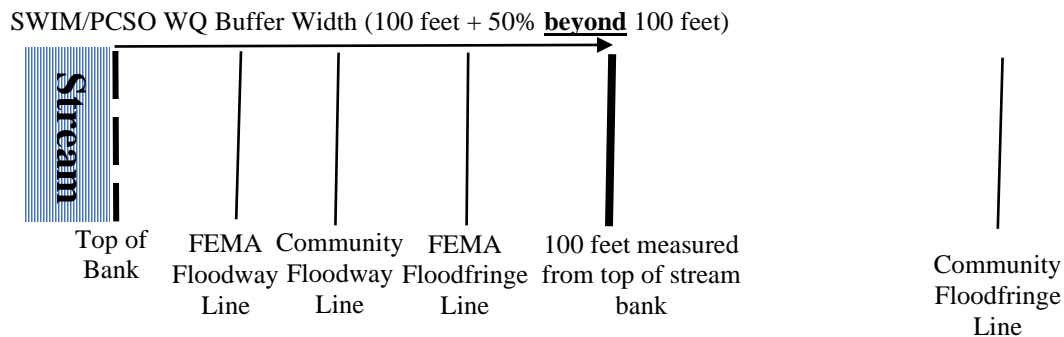 SWIM/PCSO WQ Buffer Width (100 feet + 50% beyond 100 feet)
Stream
Top of
Bank
FEMA
Floodway
Line
Community
Floodway
Line
FEMA
Floodfringe
Line
100 feet measured
from top of stream
bank
Community
Floodfringe
Line